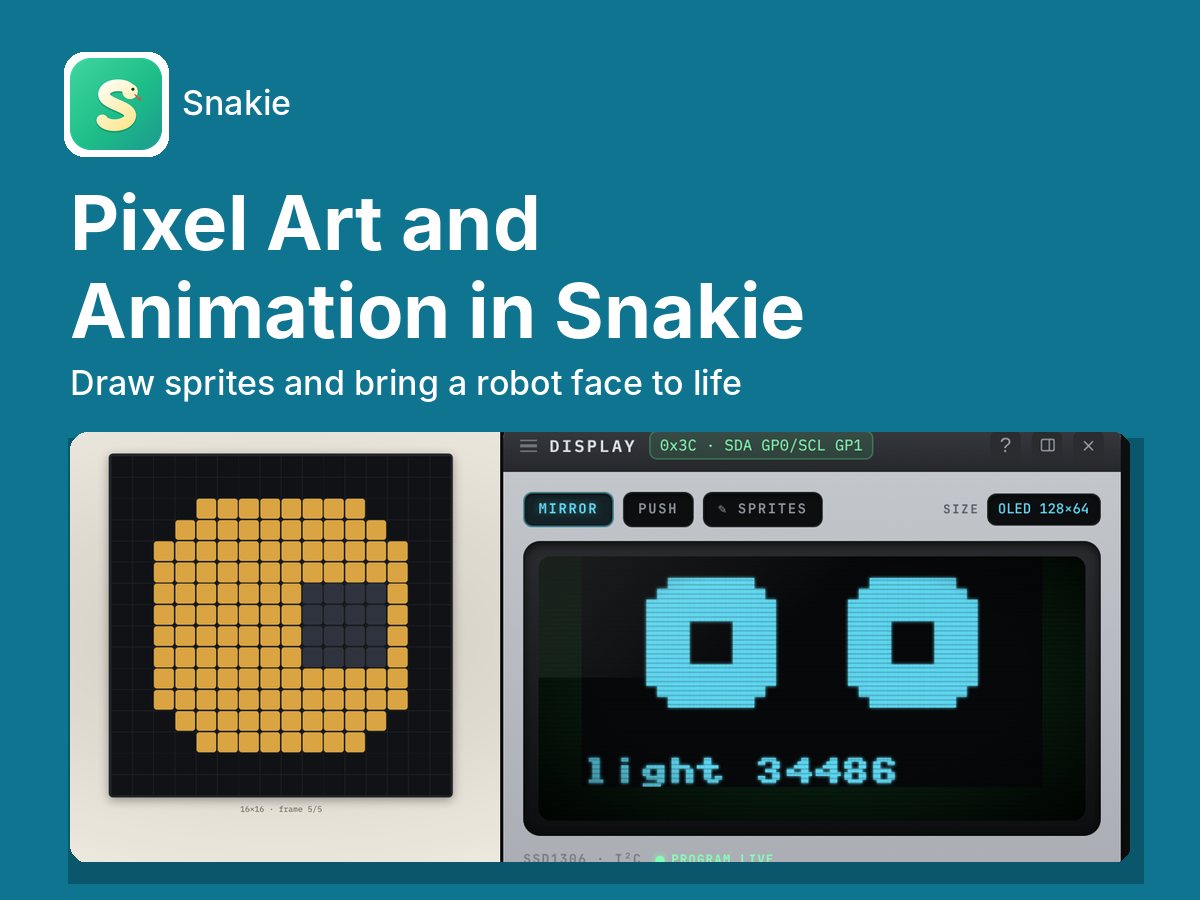 Snakie
Pixel Art and
Animation in Snakie
Draw sprites and bring a robot face to life
DISPLAY
0x3C · SDA GP0/SCL GP1
?
MIRROR
PUSH
✎ SPRITES
SIZE
OLED 128×64
light 34486
16×16 · frame 5/5
SSD1306 · I²C
PROGRAM LIVE